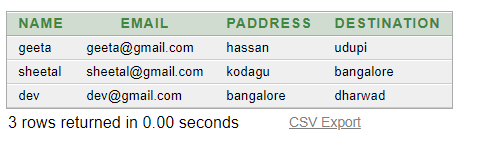 NAME EMAIL PADDRESS DESTINATION
geeta geeta@gmail.com hassan udupi
sheetal sheetal@gmail.com kodagu bangalore
dev dev@gmail.com bangalore dharwad
3 rows returned in 0.00 seconds CSV Export